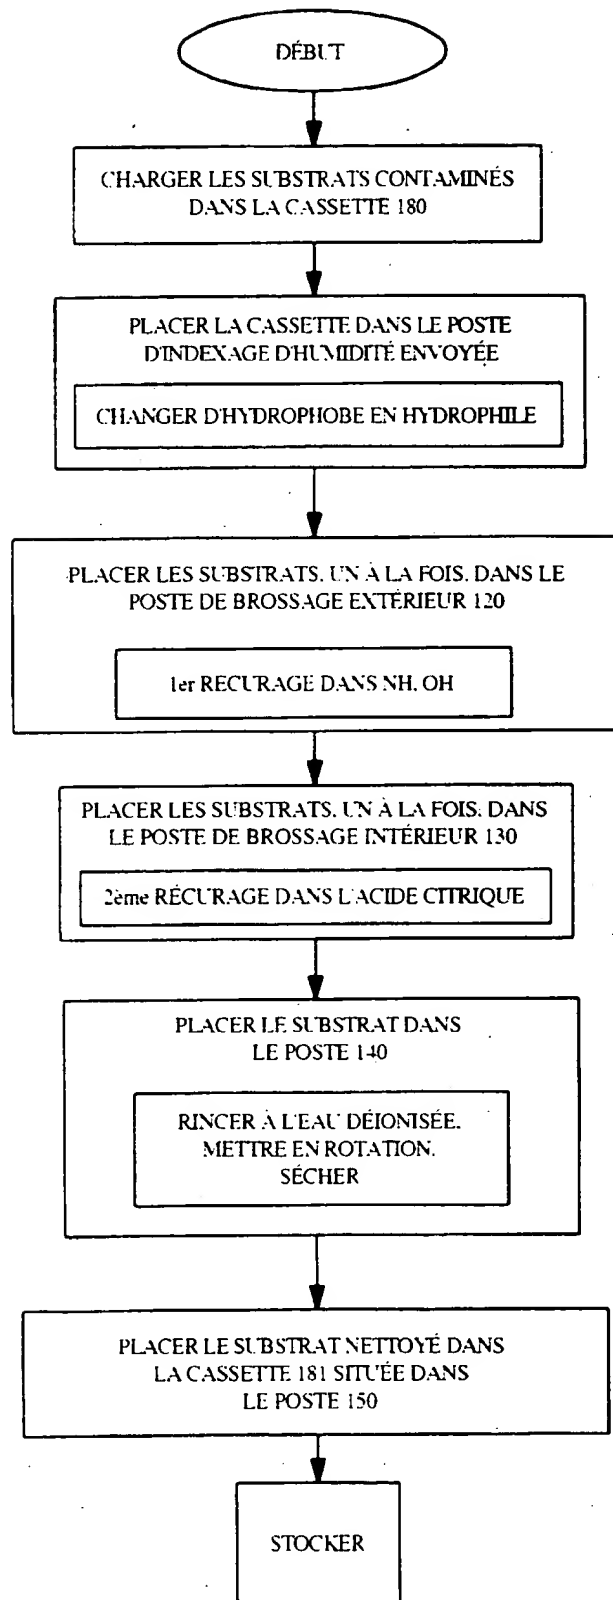 DÉBUT
CHARGER LES SUBSTRATS CONTAMINÉS
DANS LA CASSETTE 180
PLACER LA CASSETTE DANS LE POSTE
D'INDEXAGE D'HUMIDITÉ ENVOYÉE
CHANGER D'HYDROPHOBE EN HYDROPHILE
PLACER LES SUBSTRATS, UN À LA FOIS, DANS LE
POSTE DE BROSSAGE EXTÉRIEUR 120
1er RECURAGE DANS NH. OH
PLACER LES SUBSTRATS, UN À LA FOIS, DANS
LE POSTE DE BROSSAGE INTÉRIEUR 130
2ème RÉCURAGE DANS L'ACIDE CITRIQUE
PLACER LE SUBSTRAT DANS
LE POSTE 140
RINCER À L'EAU DÉIONISÉE.
METTRE EN ROTATION.
SÉCHER
PLACER LE SUBSTRAT NETTOYÉ DANS
LA CASSETTE 181 SITUÉE DANS
LE POSTE 150
STOCKER